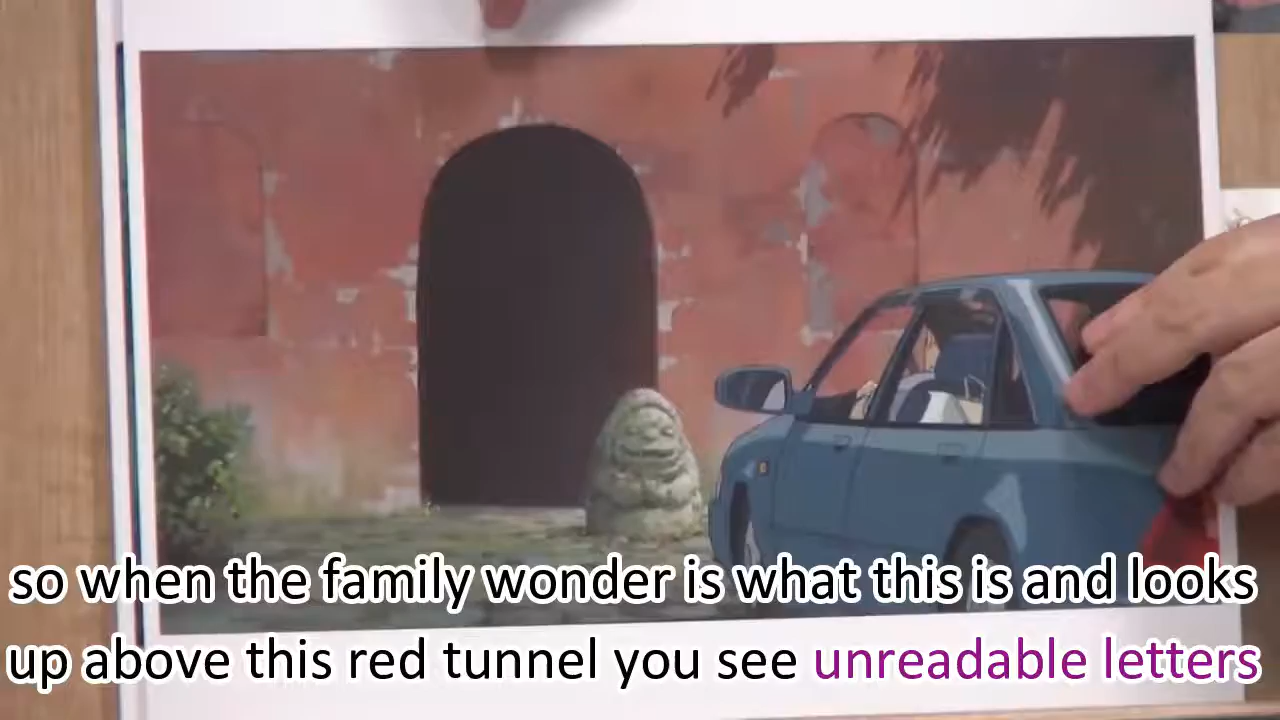 so when the family wonder is what this is and looks
up above this red tunnel you see unreadable letters